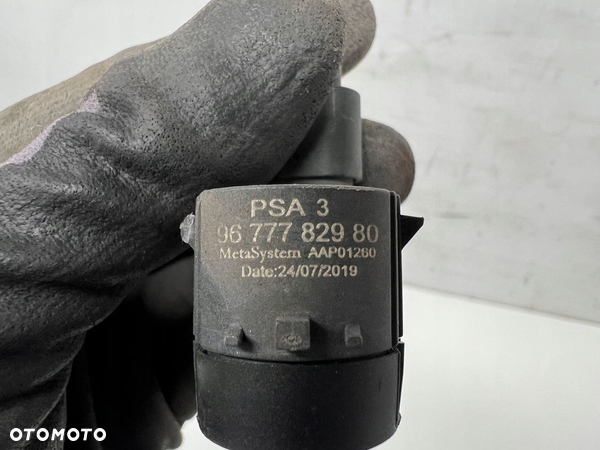 PSA 3
96 777 829 80
MetaSystem AAP01260
Date:24/07/2019
OTOMOTO